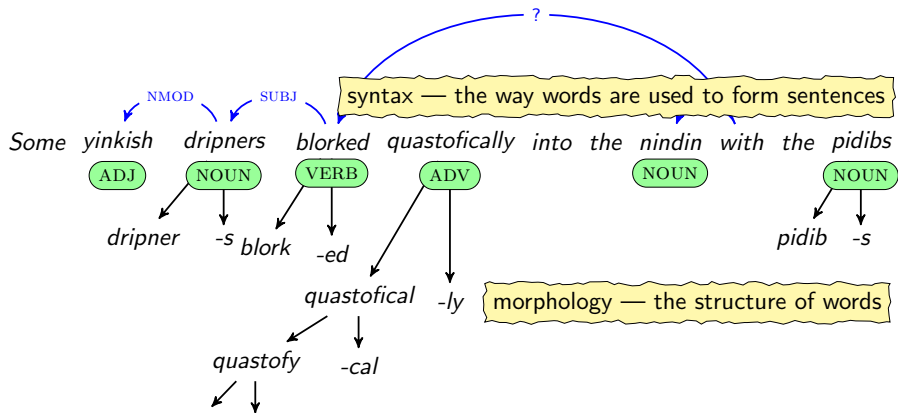 ?
NMOD SUBJ
syntax — the way words are used to form sentences
Some yinkish dripners blorked quastofically into the nindin with the pidibs
ADJ NOUN VERB ADV NOUN NOUN
dripner -s blork -ed pidib -s
quastofical -ly
morphology — the structure of words
quastofy -cal